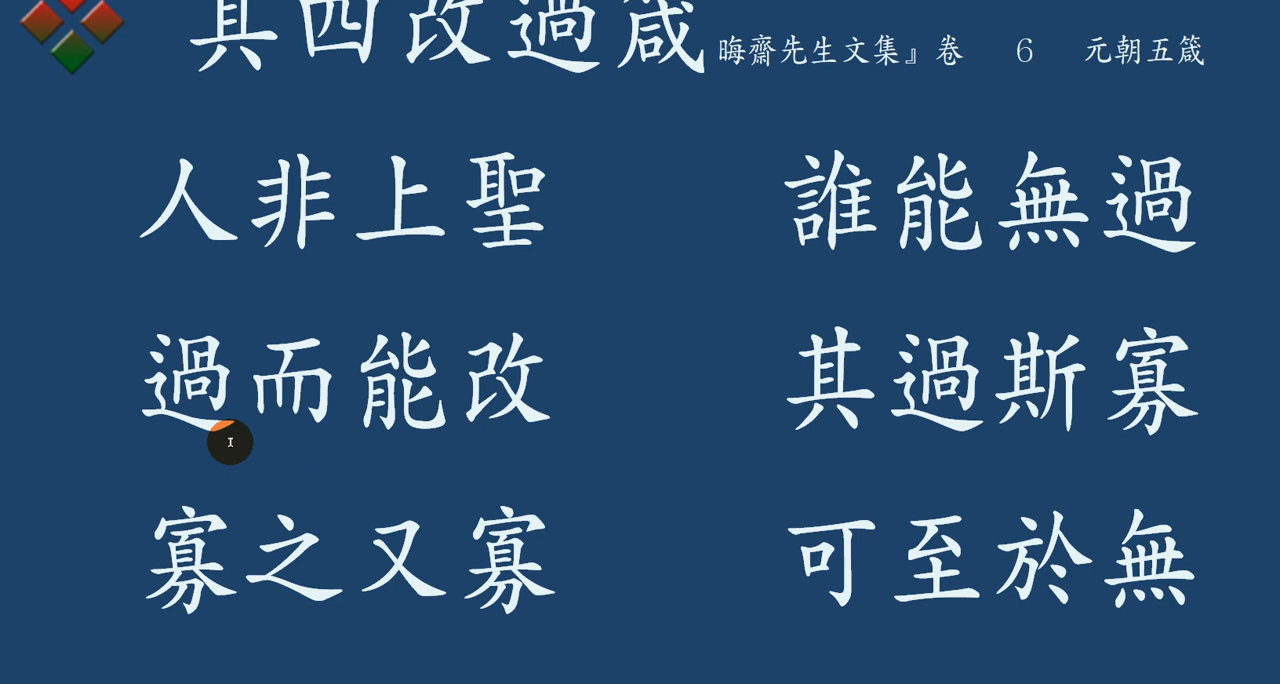 其四改過箴 晦齋先生文集』卷 6 元朝五箴
人非上聖 誰能無過
過而能改 其過斯寡
寡之又寡 可至於無